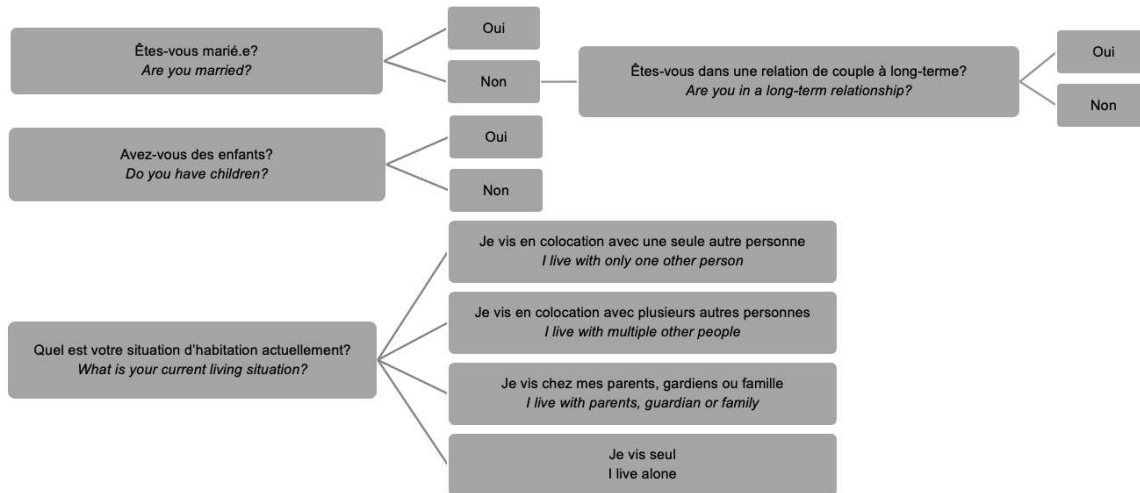 Êtes-vous marié.e?
Are you married?
Oui
Non
Êtes-vous dans une relation de couple à long-terme?
Are you in a long-term relationship?
Oui
Non
Avez-vous des enfants?
Do you have children?
Oui
Non
Quel est votre situation d'habitation actuellement?
What is your current living situation?
Je vis en colocation avec une seule autre personne
I live with only one other person
Je vis en colocation avec plusieurs autres personnes
I live with multiple other people
Je vis chez mes parents, gardiens ou famille
I live with parents, guardian or family
Je vis seul
I live alone